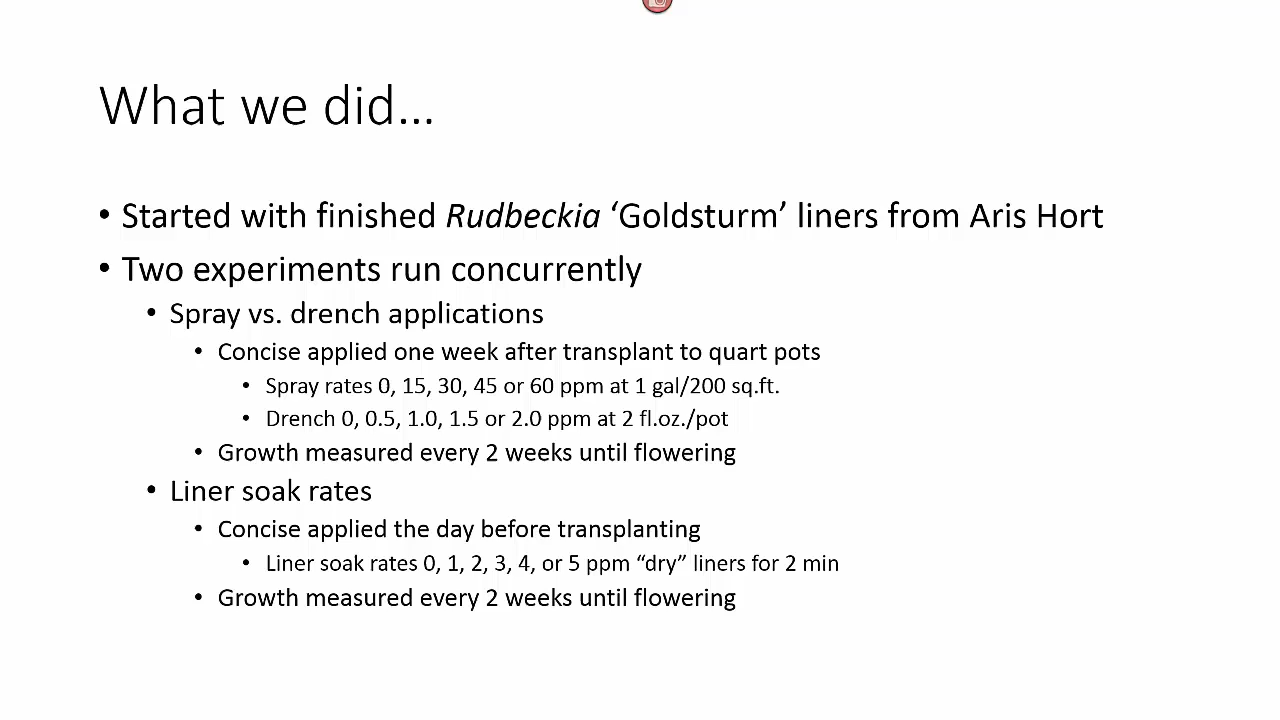 What we did...
• Started with finished Rudbeckia ‘Goldsturm’ liners from Aris Hort
• Two experiments run concurrently
• Spray vs. drench applications
• Concise applied one week after transplant to quart pots
• Spray rates 0, 15, 30, 45 or 60 ppm at 1 gal/200 sq.ft.
• Drench 0, 0.5, 1.0, 1.5 or 2.0 ppm at 2 fl.oz./pot
• Growth measured every 2 weeks until flowering
• Liner soak rates
• Concise applied the day before transplanting
• Liner soak rates 0, 1, 2, 3, 4, or 5 ppm “dry” liners for 2 min
• Growth measured every 2 weeks until flowering